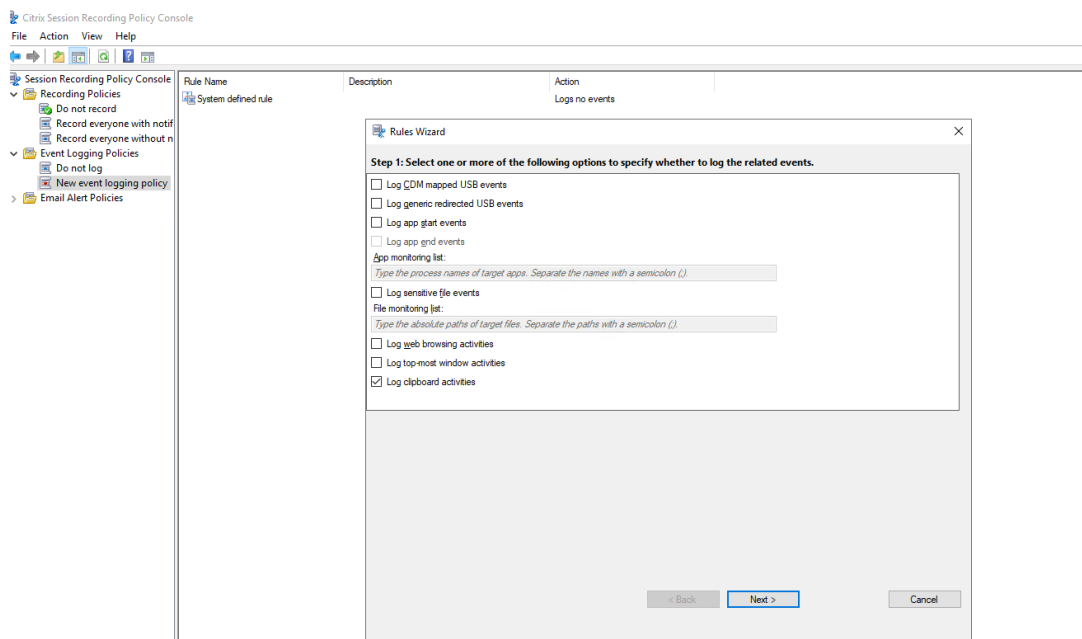 Citrix Session Recording Policy Console
File Action View Help
Session Recording Policy Console
Recording Policies
Do not record
Record everyone with notif
Record everyone without n
Event Logging Policies
Do not log
New event logging policy
Email Alert Policies
Rule Name Description Action
System defined rule Logs no events
Rules Wizard
Step 1: Select one or more of the following options to specify whether to log the related events.
Log CDM mapped USB events
Log generic redirected USB events
Log app start events
Log app end events
App monitoring list:
Type the process names of target apps. Separate the names with a semicolon (;).
Log sensitive file events
File monitoring list:
Type the absolute paths of target files. Separate the paths with a semicolon (;).
Log web browsing activities
Log top-most window activities
Log clipboard activities
< Back Next > Cancel